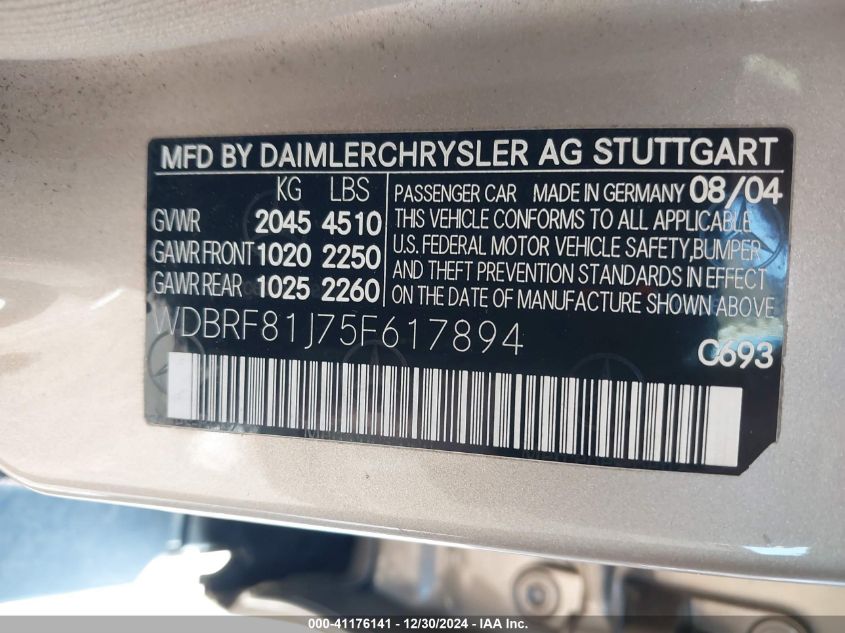 MFD BY DAIMLERCHRYSLER AG STUTTGART
KG LBS
GVWR 2045 4510
GAWR FRONT 1020 2250
GAWR REAR 1025 2260
PASSENGER CAR MADE IN GERMANY 08/04
THIS VEHICLE CONFORMS TO ALL APPLICABLE
U.S. FEDERAL MOTOR VEHICLE SAFETY, BUMPER
AND THEFT PREVENTION STANDARDS IN EFFECT
ON THE DATE OF MANUFACTURE SHOWN ABOVE
WDBRF81J75F617894
C693
000-41176141 - 12/30/2024 - IAA Inc.